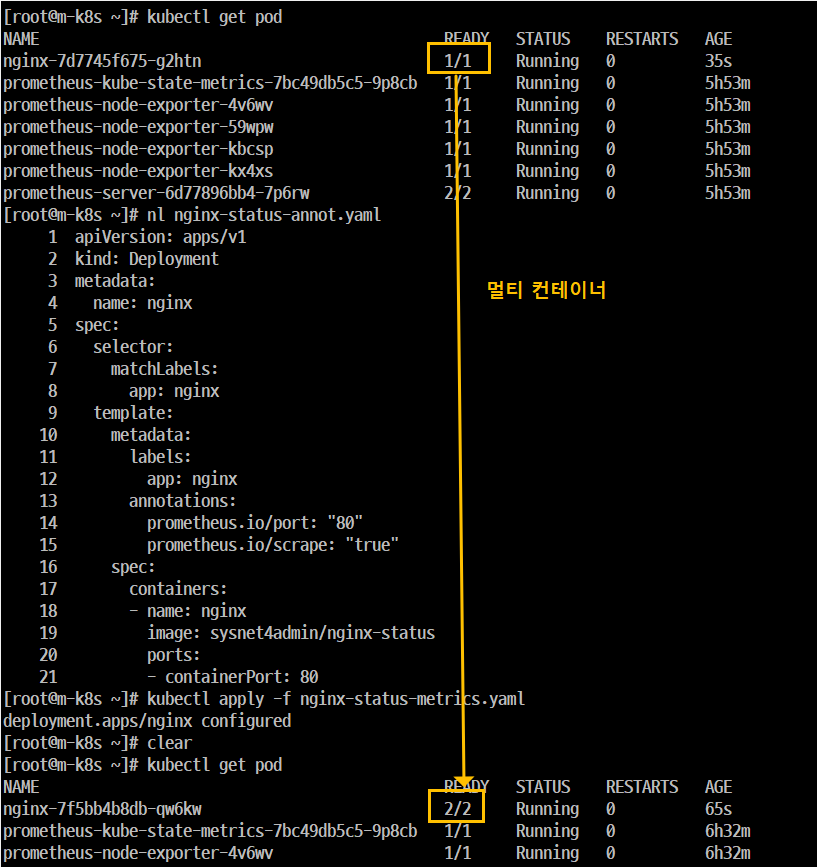 [root@m-k8s ~]# kubectl get pod
NAME READY STATUS RESTARTS AGE
nginx-7d7745f675-g2htn 1/1 Running 0 35s
prometheus-kube-state-metrics-7bc49db5c5-9p8cb 1/1 Running 0 5h53m
prometheus-node-exporter-4v6wv 1/1 Running 0 5h53m
prometheus-node-exporter-59wpw 1/1 Running 0 5h53m
prometheus-node-exporter-kbcsp 1/1 Running 0 5h53m
prometheus-node-exporter-kx4xs 1/1 Running 0 5h53m
prometheus-server-6d77896bb4-7p6rw 2/2 Running 0 5h53m
[root@m-k8s ~]# nl nginx-status-annot.yaml
1 apiVersion: apps/v1
2 kind: Deployment
3 metadata:
멀티 컨테이너
4 name: nginx
5 spec:
6 selector:
7 matchLabels:
8 app: nginx
9 template:
10 metadata:
11 labels:
12 app: nginx
13 annotations:
14 prometheus.io/port: "80"
15 prometheus.io/scrape: "true"
16 spec:
17 containers:
18 - name: nginx
19 image: sysnet4admin/nginx-status
20 ports:
21 - containerPort: 80
[root@m-k8s ~]# kubectl apply -f nginx-status-metrics.yaml
deployment.apps/nginx configured
[root@m-k8s ~]# clear
[root@m-k8s ~]# kubectl get pod
NAME READY STATUS RESTARTS AGE
nginx-7f5bb4b8db-qw6kw 2/2 Running 0 65s
prometheus-kube-state-metrics-7bc49db5c5-9p8cb 1/1 Running 0 6h32m
prometheus-node-exporter-4v6wv 1/1 Running 0 6h32m